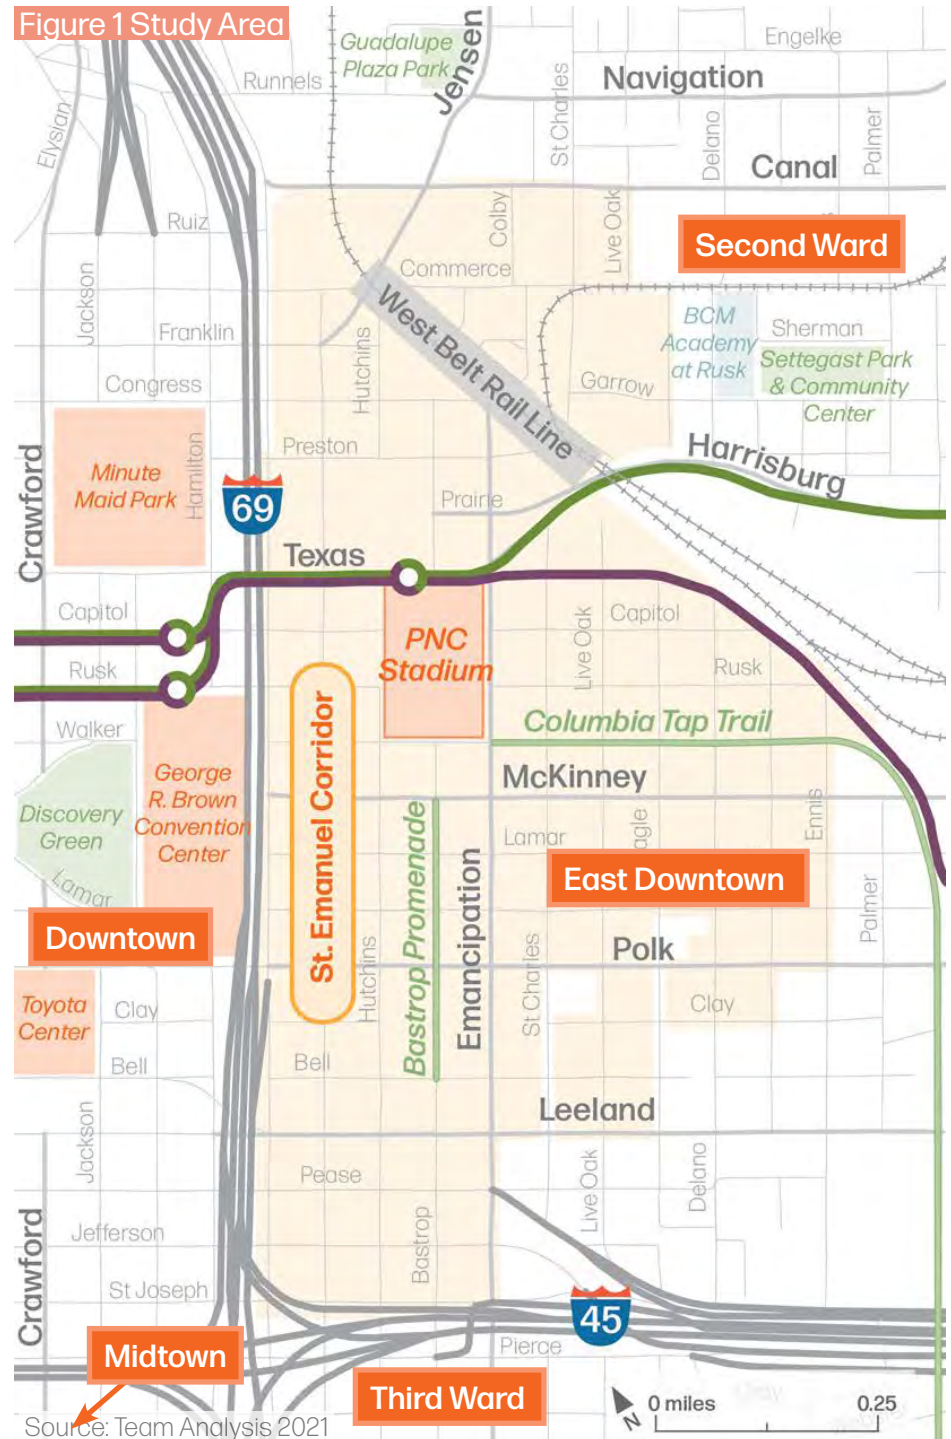 Figure 1 Study Area
Guadalupe
Plaza Park
Jensen
Engelke
Runnels
Navigation
Elysian
St Charles
Delano
Palmer
Canal
Ruiz
Colby
Live Oak
Second Ward
Commerce
Jackson
Franklin
Hutchins
West Belt Rail Line
BCM
Academy
at Rusk
Sherman
Settegast Park
& Community
Center
Congress
Garrow
Crawford
Minute
Maid Park
Hamilton
Preston
Harrisburg
69
Prairie
Texas
Capitol
PNC
Stadium
Live Oak
Capitol
Rusk
Rusk
Walker
St. Emanuel Corridor
Columbia Tap Trail
George
R. Brown
Convention
Center
McKinney
Discovery
Green
Lamar
Bastrop Promenade
Lamar
agle
Ennis
East Downtown
Downtown
Emancipation
Palmer
Polk
Toyota
Center
Clay
Hutchins
St Charles
Clay
Bell
Bell
Leeland
Jackson
Pease
Live Oak
Delano
Crawford
Jefferson
Bastrop
St Joseph
45
Midtown
Pierce
Third Ward
N
0 miles
0.25
Source: Team Analysis 2021